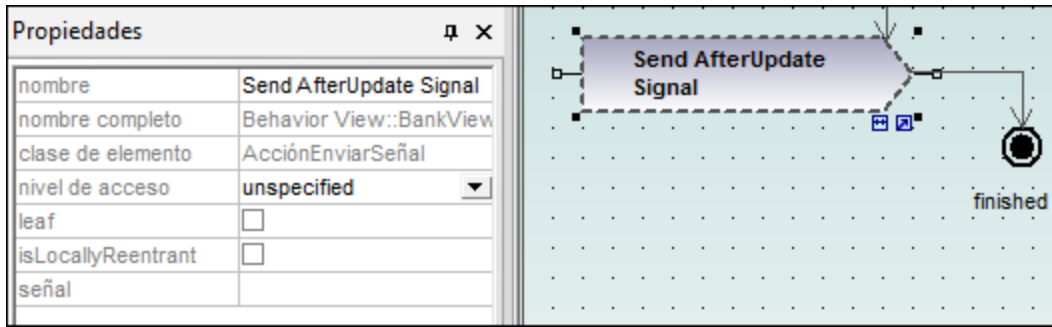 Propiedades
nombre Send AfterUpdate Signal
nombre completo Behavior View::BankView
clase de elemento AcciónEnviarSeñal
nivel de acceso unspecified
leaf
isLocallyReentrant
señal
Send AfterUpdate
Signal
finished